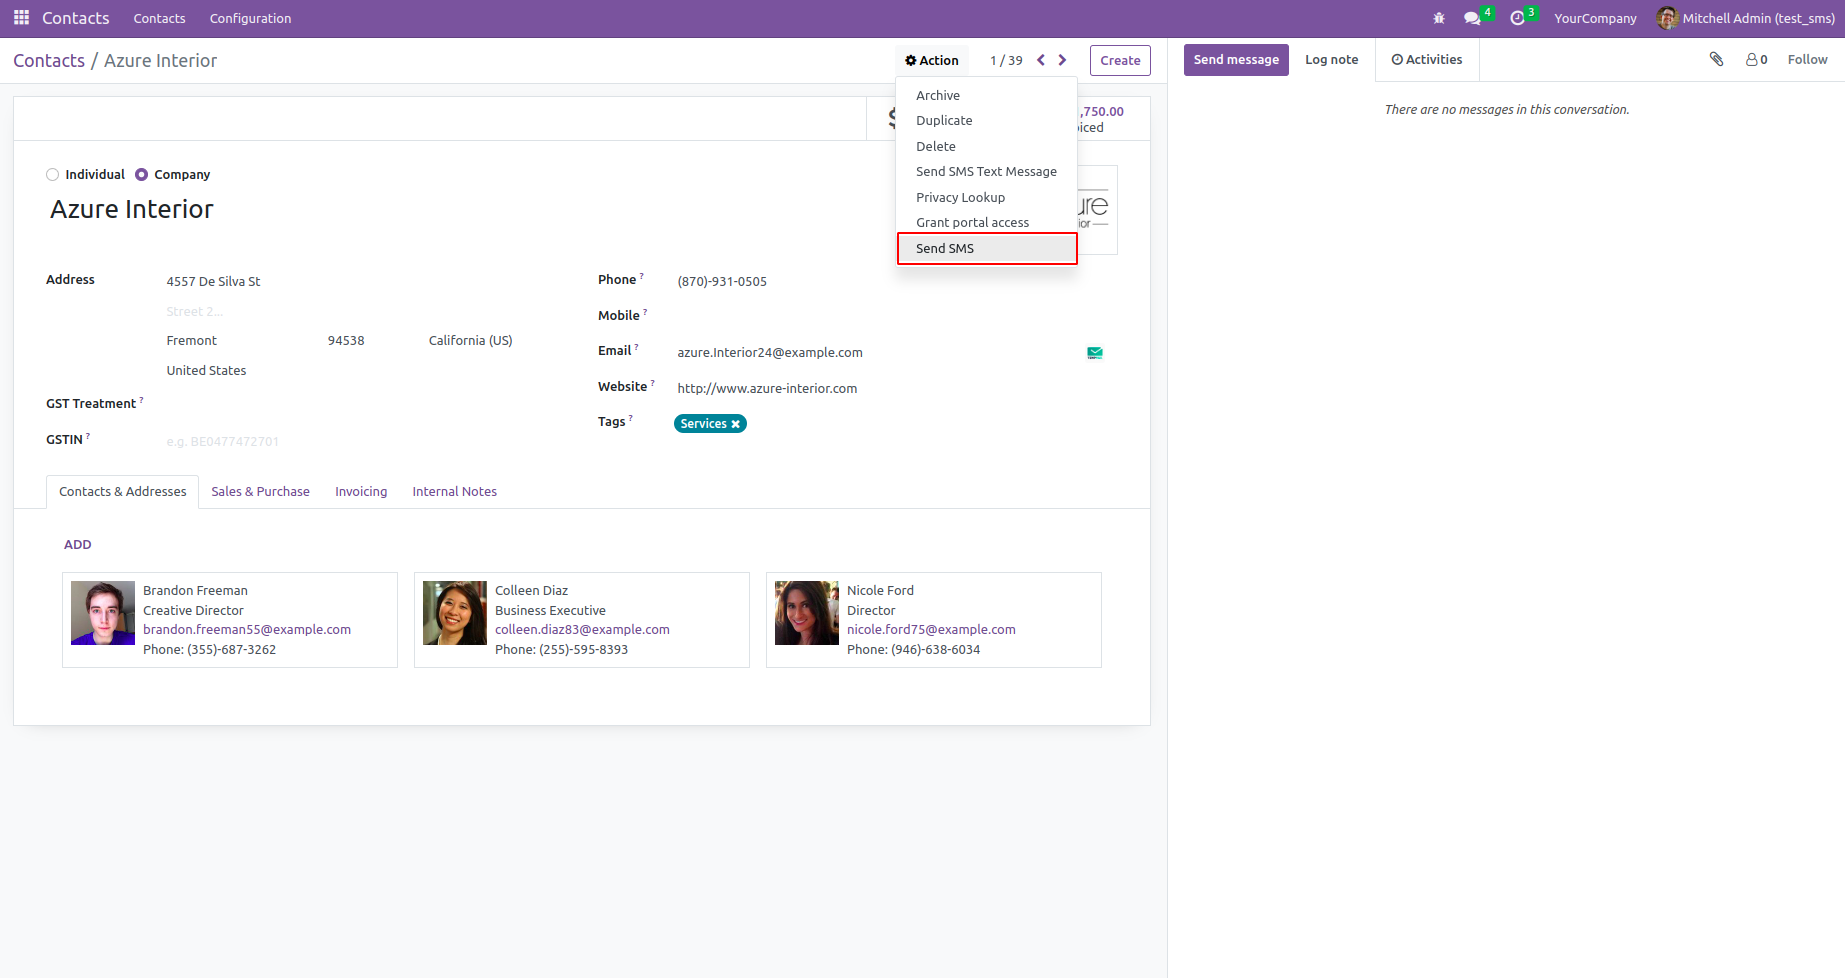 Contacts Contacts Configuration 4 3 YourCompany Mitchell Admin (test_sms)
Contacts / Azure Interior Action 1 / 39 Create
Send message Log note Activities 0 Follow
There are no messages in this conversation.
Archive
Duplicate
Delete
Send SMS Text Message
Privacy Lookup
Grant portal access
Send SMS
$ ,750.00
iced
Individual Company
Azure Interior
ure
ior
Address 4557 De Silva St
Street 2...
Fremont 94538 California (US)
United States
GST Treatment ?
GSTIN ? e.g. BE0477472701
Phone ? (870)-931-0505
Mobile ?
Email ? azure.Interior24@example.com
Website ? http://www.azure-interior.com
Tags ? Services
Contacts & Addresses Sales & Purchase Invoicing Internal Notes
ADD
Brandon Freeman
Creative Director
brandon.freeman55@example.com
Phone: (355)-687-3262
Colleen Diaz
Business Executive
colleen.diaz83@example.com
Phone: (255)-595-8393
Nicole Ford
Director
nicole.ford75@example.com
Phone: (946)-638-6034